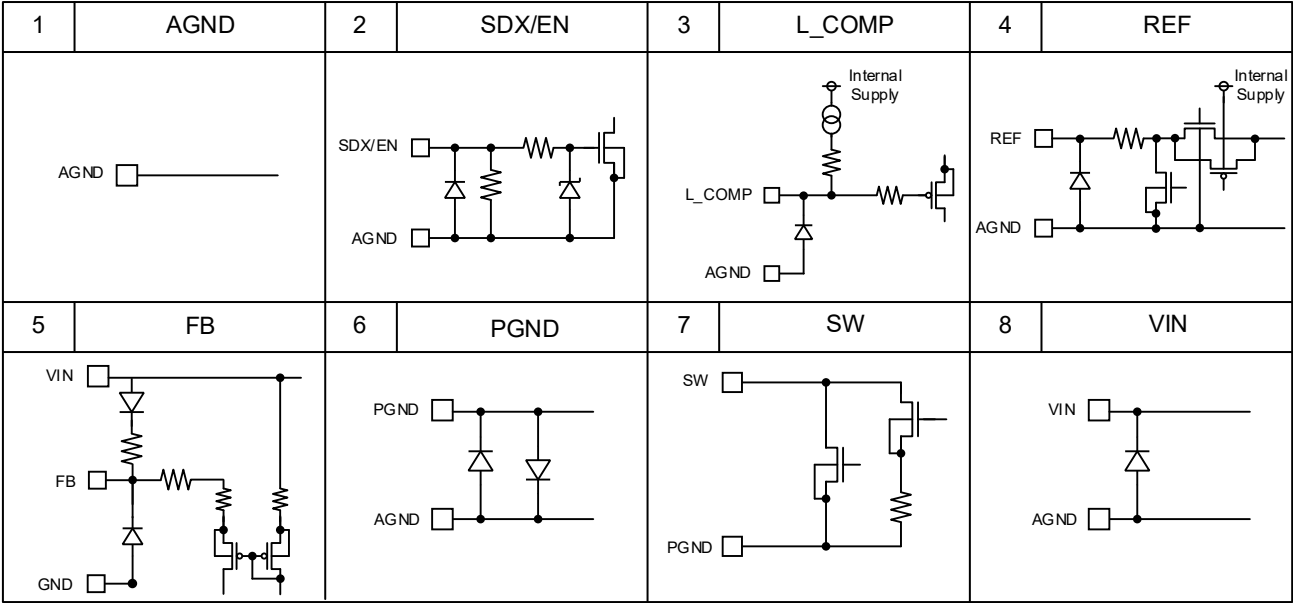 1 AGND 2 SDX/EN 3 L_COMP 4 REF
AGND
SDX/EN
AGND
Internal
Supply
L_COMP
AGND
Internal
Supply
REF
AGND
5 FB 6 PGND 7 SW 8 VIN
VIN
FB
GND
PGND
AGND
SW
PGND
VIN
AGND